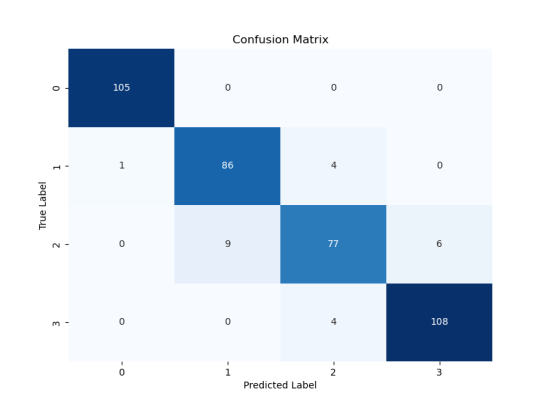 Confusion Matrix
True Label
0 105 0 0 0
1 1 86 4 0
2 0 9 77 6
3 0 0 4 108
0 1 2 3
Predicted Label